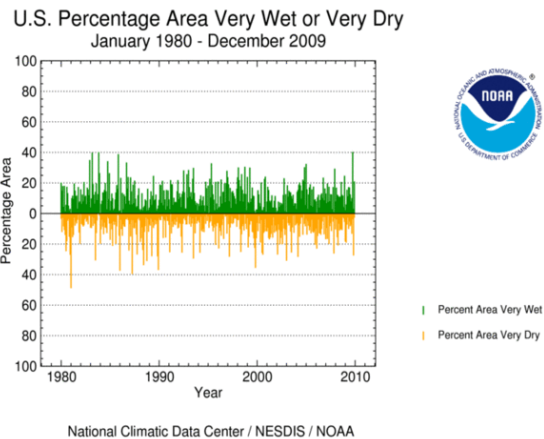 U.S. Percentage Area Very Wet or Very Dry
January 1980 - December 2009
100
80
60
40
20
0
20
40
60
80
100
Percentage Area
1980
1990
2000
2010
Year
NATIONAL OCEANIC AND ATMOSPHERIC ADMINISTRATION
®
NOAA
U.S. DEPARTMENT OF COMMERCE
Percent Area Very Wet
Percent Area Very Dry
National Climatic Data Center / NESDIS / NOAA